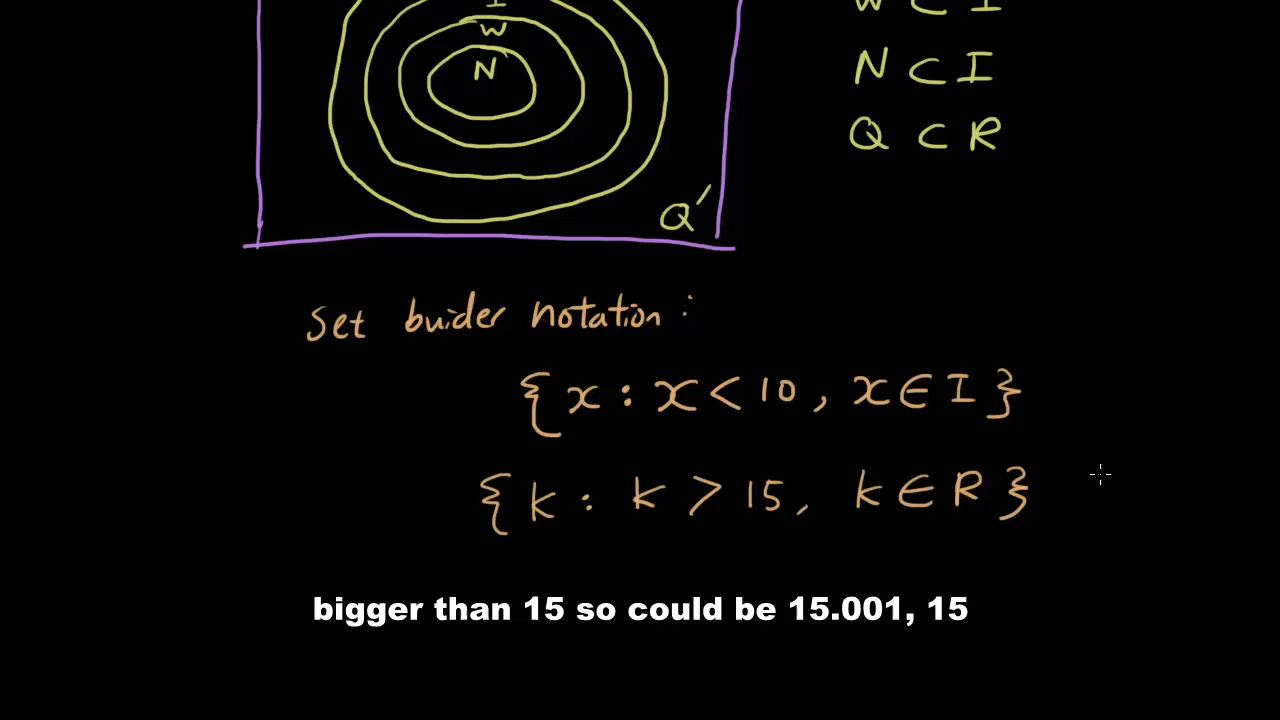 I
W
N
Q'
W ⊂ I
N ⊂ I
Q ⊂ R
Set buider notation :
{x : x < 10 , x ∈ I}
{k : k > 15, k ∈ R}
bigger than 15 so could be 15.001, 15